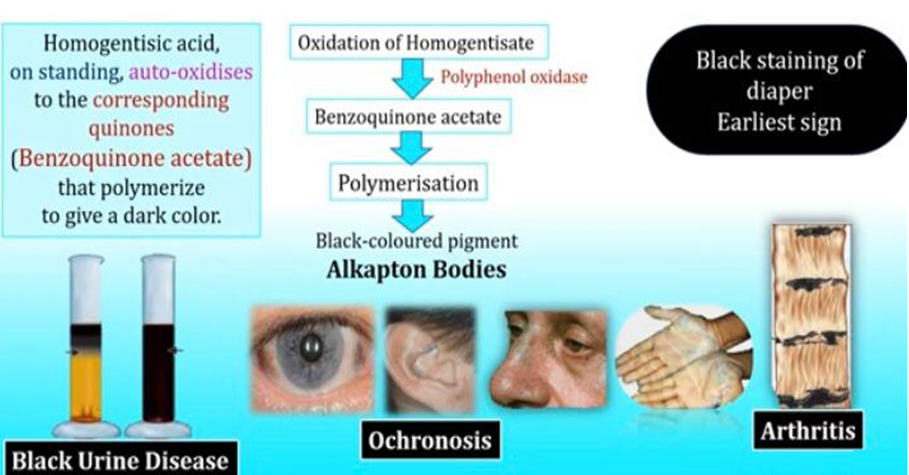 Homogentisic acid,
on standing, auto-oxidises
to the corresponding
quinones
(Benzoquinone acetate)
that polymerize
to give a dark color.
Oxidation of Homogentisate
Polyphenol oxidase
Benzoquinone acetate
Polymerisation
Black-coloured pigment
Alkapton Bodies
Black staining of
diaper
Earliest sign
Black Urine Disease
Ochronosis
Arthritis